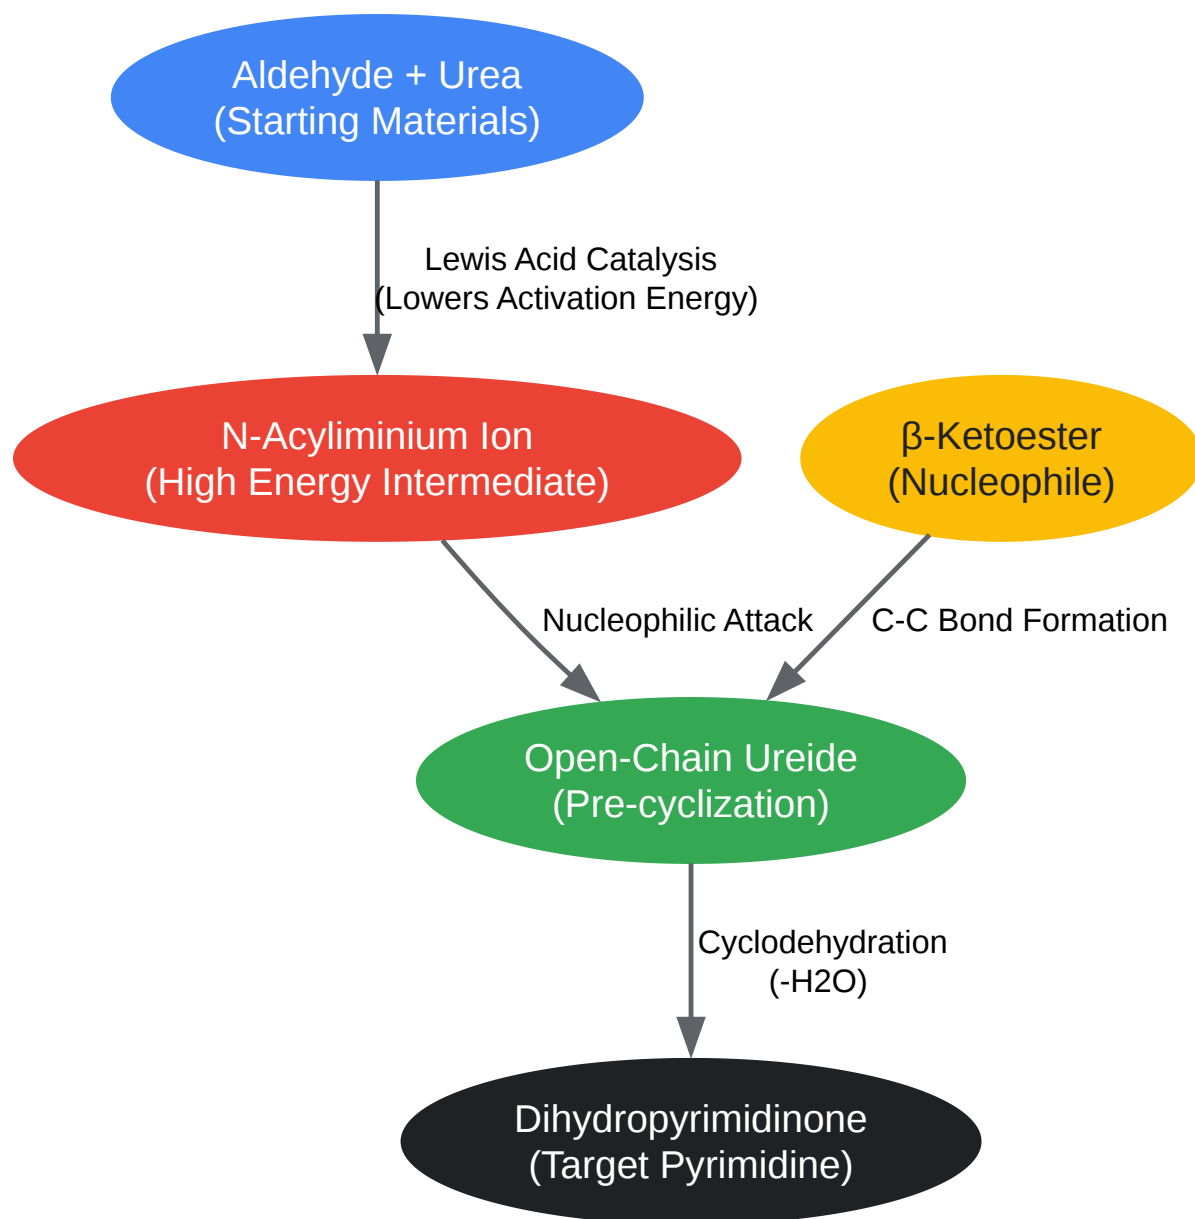 Aldehyde + Urea
(Starting Materials)
Lewis Acid Catalysis
(Lowers Activation Energy)
N-Acyliminium Ion
(High Energy Intermediate)
β-Ketoester
(Nucleophile)
Nucleophilic Attack
C-C Bond Formation
Open-Chain Ureide
(Pre-cyclization)
Cyclodehydration
(-H2O)
Dihydropyrimidinone
(Target Pyrimidine)